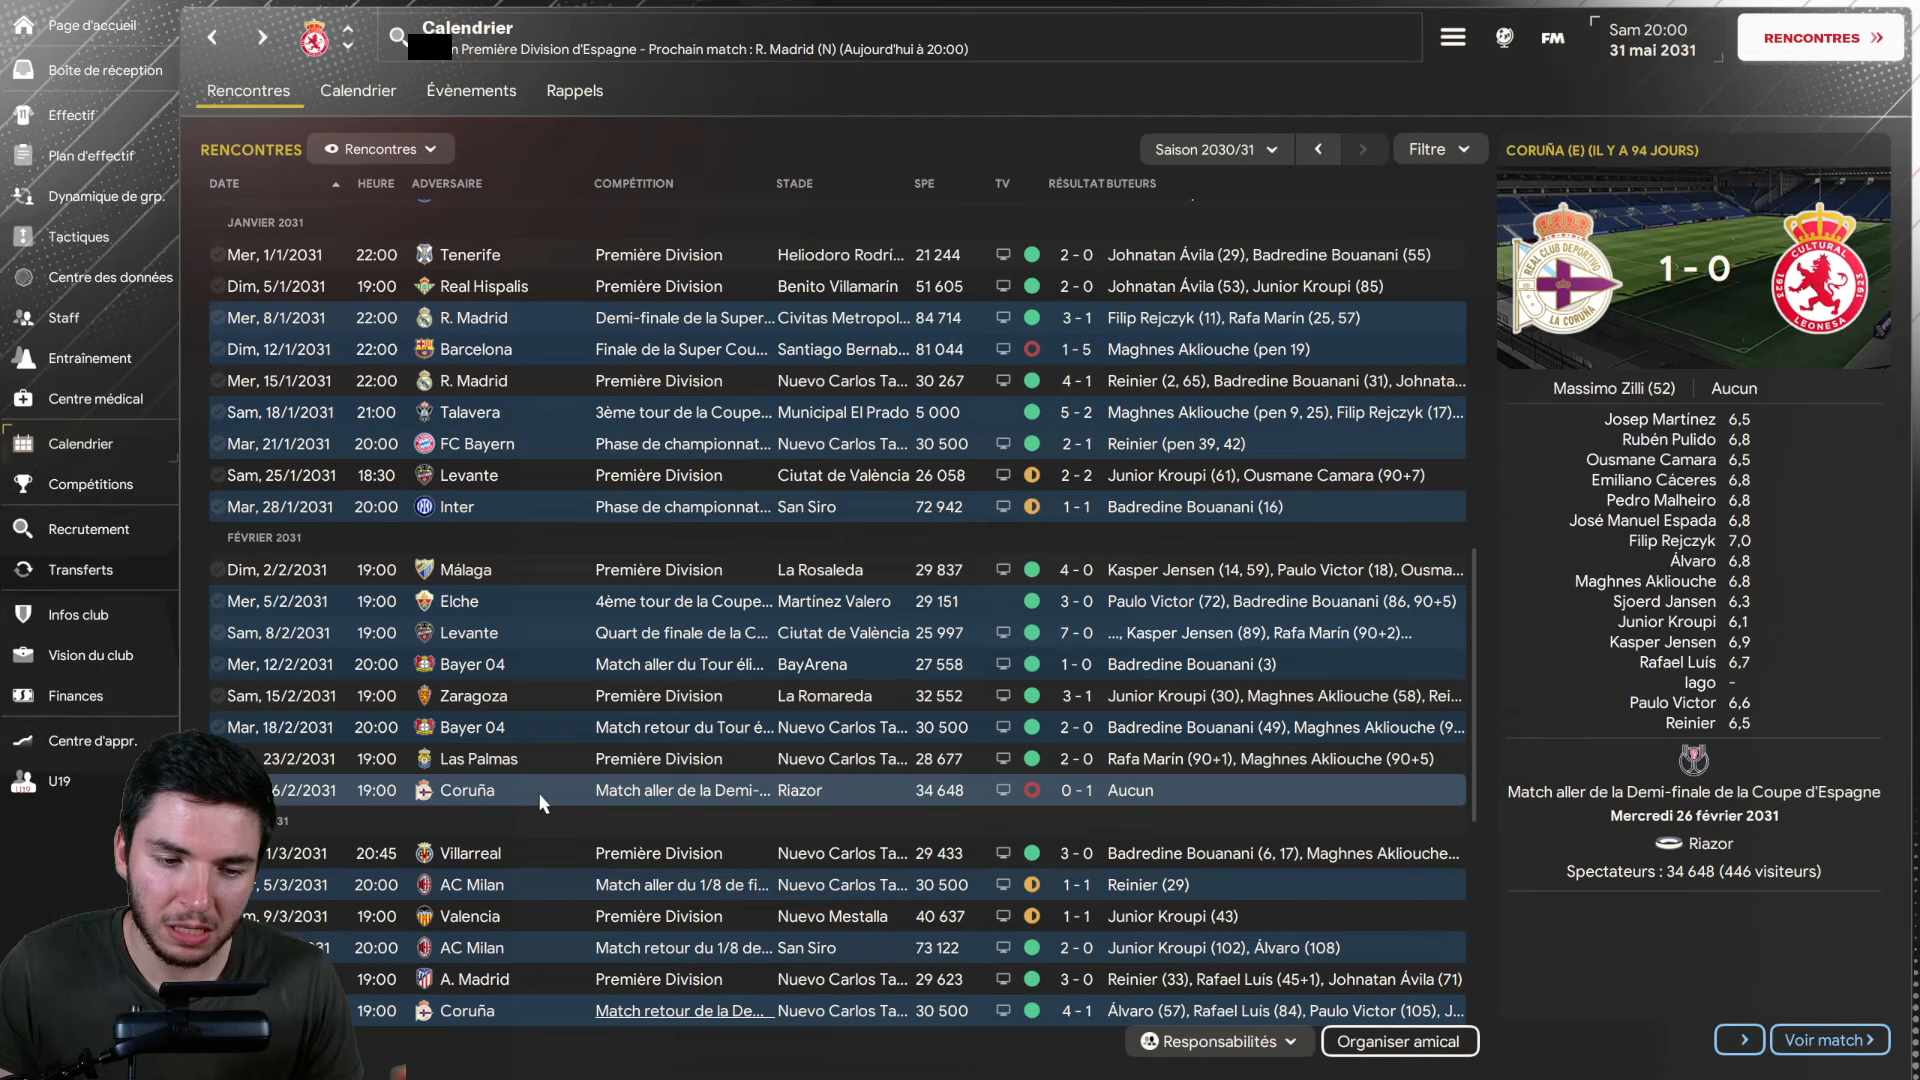 Page d'accueil
Boîte de réception
Effectif
Plan d'effectif
Dynamique de grp.
Tactiques
Centre des données
Staff
Entraînement
Centre médical
Calendrier
Compétitions
Recrutement
Transferts
Infos club
Vision du club
Finances
Centre d'appr.
U19
Calendrier
n Première Division d'Espagne - Prochain match : R. Madrid (N) (Aujourd'hui à 20:00)
FM
Sam 20:00
31 mai 2031
RENCONTRES
Rencontres Calendrier Évènements Rappels
RENCONTRES Rencontres Saison 2030/31 Filtre
DATE HEURE ADVERSAIRE COMPÉTITION STADE SPE TV RÉSULTAT BUTEURS
JANVIER 2031
Mer, 1/1/2031 22:00 Tenerife Première Division Heliodoro Rodrí... 21 244 2 - 0 Johnatan Ávila (29), Badredine Bouanani (55)
Dim, 5/1/2031 19:00 Real Hispalis Première Division Benito Villamarín 51 605 2 - 0 Johnatan Ávila (53), Junior Kroupi (85)
Mer, 8/1/2031 22:00 R. Madrid Demi-finale de la Super... Civitas Metropol... 84 714 3 - 1 Filip Rejczyk (11), Rafa Marín (25, 57)
Dim, 12/1/2031 22:00 Barcelona Finale de la Super Cou... Santiago Bernab... 81 044 1 - 5 Maghnes Akliouche (pen 19)
Mer, 15/1/2031 22:00 R. Madrid Première Division Nuevo Carlos Ta... 30 267 4 - 1 Reinier (2, 65), Badredine Bouanani (31), Johnata...
Sam, 18/1/2031 21:00 Talavera 3ème tour de la Coupe... Municipal El Prado 5 000 5 - 2 Maghnes Akliouche (pen 9, 25), Filip Rejczyk (17)...
Mar, 21/1/2031 20:00 FC Bayern Phase de championnat... Nuevo Carlos Ta... 30 500 2 - 1 Reinier (pen 39, 42)
Sam, 25/1/2031 18:30 Levante Première Division Ciutat de València 26 058 2 - 2 Junior Kroupi (61), Ousmane Camara (90+7)
Mar, 28/1/2031 20:00 Inter Phase de championnat... San Siro 72 942 1 - 1 Badredine Bouanani (16)
FÉVRIER 2031
Dim, 2/2/2031 19:00 Málaga Première Division La Rosaleda 29 837 4 - 0 Kasper Jensen (14, 59), Paulo Victor (18), Ousma...
Mer, 5/2/2031 19:00 Elche 4ème tour de la Coupe... Martínez Valero 29 151 3 - 0 Paulo Victor (72), Badredine Bouanani (86, 90+5)
Sam, 8/2/2031 19:00 Levante Quart de finale de la C... Ciutat de València 25 997 7 - 0 ..., Kasper Jensen (89), Rafa Marín (90+2)...
Mer, 12/2/2031 20:00 Bayer 04 Match aller du Tour éli... BayArena 27 558 1 - 0 Badredine Bouanani (3)
Sam, 15/2/2031 19:00 Zaragoza Première Division La Romareda 32 552 3 - 1 Junior Kroupi (30), Maghnes Akliouche (58), Rei...
Mar, 18/2/2031 20:00 Bayer 04 Match retour du Tour é... Nuevo Carlos Ta... 30 500 2 - 0 Badredine Bouanani (49), Maghnes Akliouche (9...
23/2/2031 19:00 Las Palmas Première Division Nuevo Carlos Ta... 28 677 2 - 0 Rafa Marín (90+1), Maghnes Akliouche (90+5)
6/2/2031 19:00 Coruña Match aller de la Demi-... Riazor 34 648 0 - 1 Aucun
31
1/3/2031 20:45 Villarreal Première Division Nuevo Carlos Ta... 29 433 3 - 0 Badredine Bouanani (6, 17), Maghnes Akliouche...
, 5/3/2031 20:00 AC Milan Match aller du 1/8 de fi... Nuevo Carlos Ta... 30 500 1 - 1 Reinier (29)
m, 9/3/2031 19:00 Valencia Première Division Nuevo Mestalla 40 637 1 - 1 Junior Kroupi (43)
/2031 20:00 AC Milan Match retour du 1/8 de... San Siro 73 122 2 - 0 Junior Kroupi (102), Álvaro (108)
19:00 A. Madrid Première Division Nuevo Carlos Ta... 29 623 3 - 0 Reinier (33), Rafael Luís (45+1), Johnatan Ávila (71)
19:00 Coruña Match retour de la De... Nuevo Carlos Ta... 30 500 4 - 1 Álvaro (57), Rafael Luís (84), Paulo Victor (105), J...
Responsabilités Organiser amical
CORUÑA (E) (IL Y A 94 JOURS)
REAL CLUB DEPORTIVO
LA CORUÑA
1 - 0
CULTURAL
1923
LEONESA
Massimo Zilli (52) Aucun
Josep Martínez 6,5
Rubén Pulido 6,8
Ousmane Camara 6,5
Emiliano Cáceres 6,8
Pedro Malheiro 6,8
José Manuel Espada 6,8
Filip Rejczyk 7,0
Álvaro 6,8
Maghnes Akliouche 6,8
Sjoerd Jansen 6,3
Junior Kroupi 6,1
Kasper Jensen 6,9
Rafael Luís 6,7
Iago -
Paulo Victor 6,6
Reinier 6,5
Match aller de la Demi-finale de la Coupe d'Espagne
Mercredi 26 février 2031
Riazor
Spectateurs : 34 648 (446 visiteurs)
Voir match